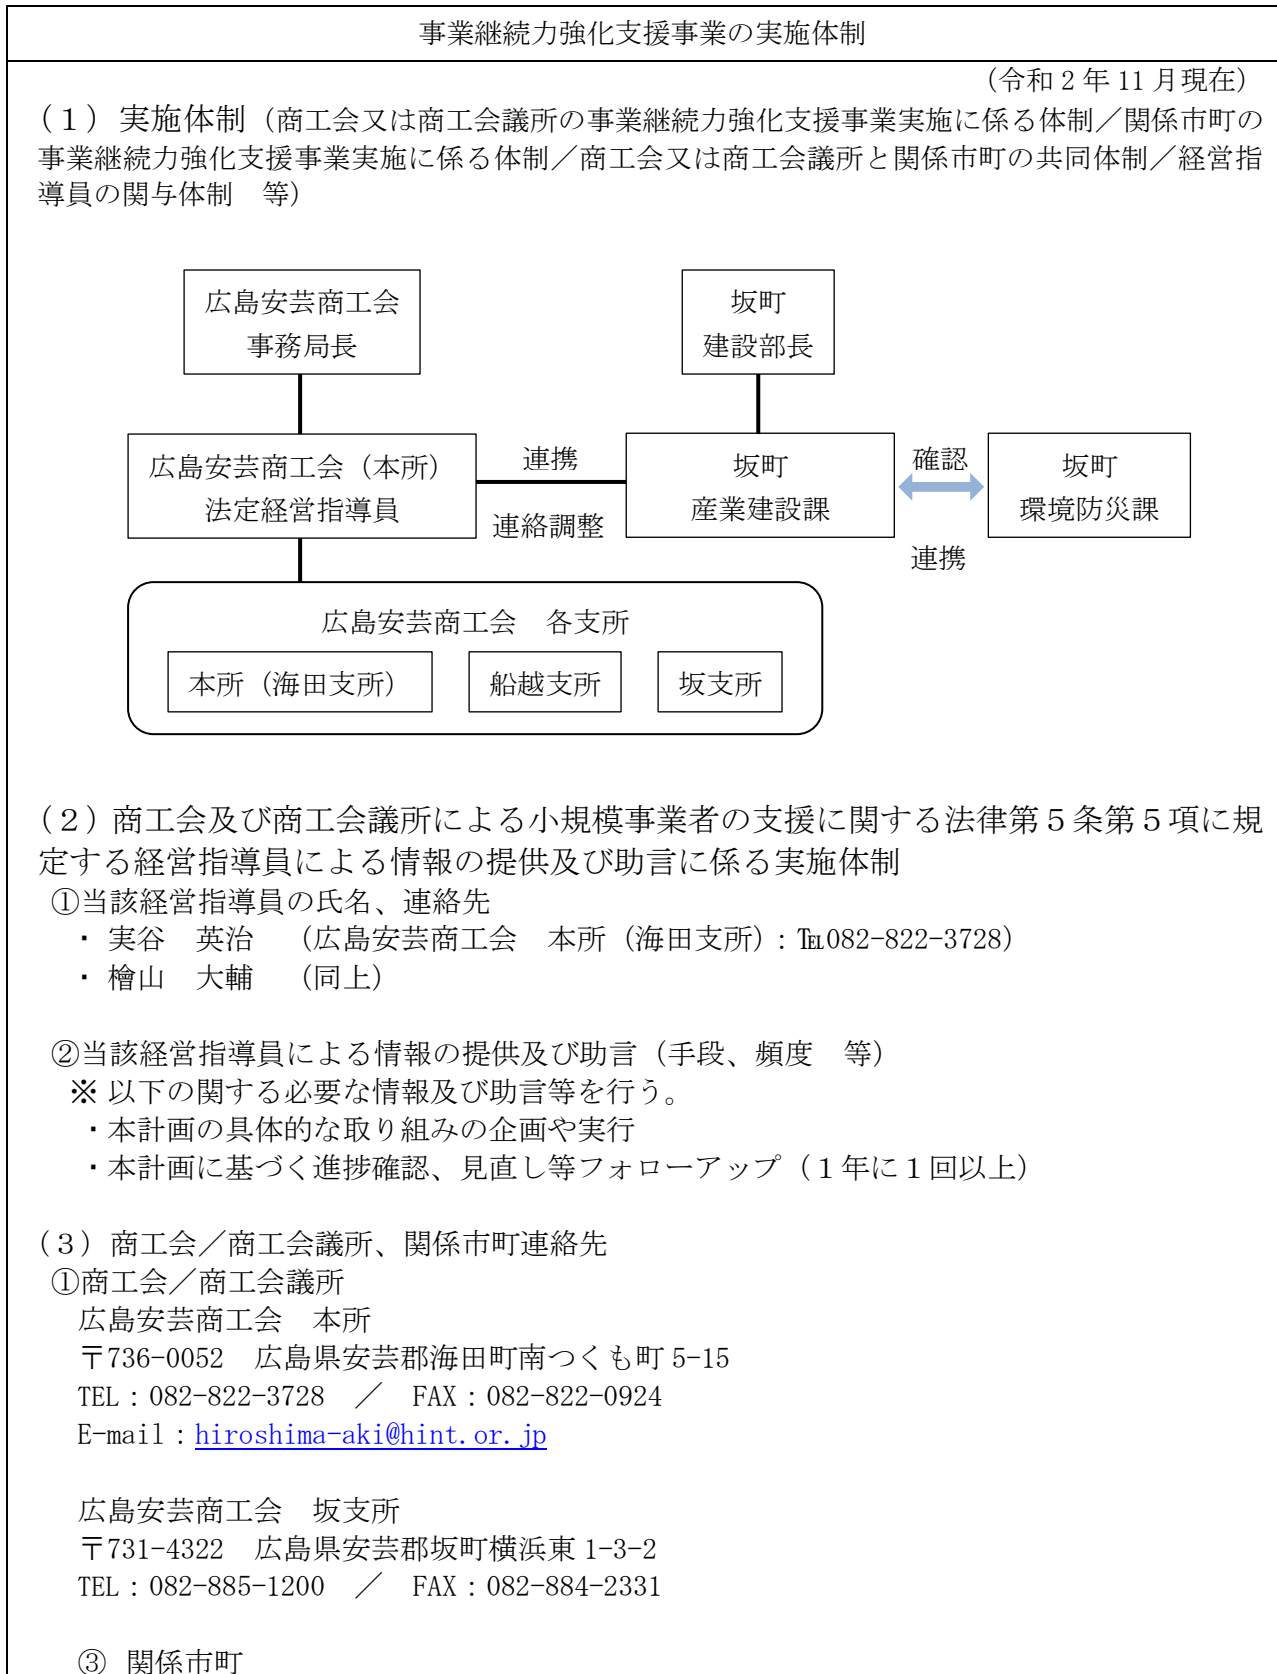 事業継続力強化支援事業の実施体制
（令和 2 年 11 月現在）
（１）実施体制（商工会又は商工会議所の事業継続力強化支援事業実施に係る体制／関係市町の
事業継続力強化支援事業実施に係る体制／商工会又は商工会議所と関係市町の共同体制／経営指
導員の関与体制　等）
広島安芸商工会
事務局長
坂町
建設部長
広島安芸商工会（本所）
法定経営指導員
連携
連絡調整
坂町
産業建設課
確認
連携
坂町
環境防災課
広島安芸商工会　各支所
本所（海田支所）
船越支所
坂支所
（２）商工会及び商工会議所による小規模事業者の支援に関する法律第５条第５項に規
定する経営指導員による情報の提供及び助言に係る実施体制
①当該経営指導員の氏名、連絡先
・ 実谷　英治　（広島安芸商工会　本所（海田支所）：℡082-822-3728）
・ 檜山　大輔　（同上）
②当該経営指導員による情報の提供及び助言（手段、頻度　等）
※ 以下の関する必要な情報及び助言等を行う。
・本計画の具体的な取り組みの企画や実行
・本計画に基づく進捗確認、見直し等フォローアップ（１年に１回以上）
（３）商工会／商工会議所、関係市町連絡先
①商工会／商工会議所
広島安芸商工会　本所
〒736-0052　広島県安芸郡海田町南つくも町 5-15
TEL：082-822-3728　／　FAX：082-822-0924
E-mail：hiroshima-aki@hint.or.jp
広島安芸商工会　坂支所
〒731-4322　広島県安芸郡坂町横浜東 1-3-2
TEL：082-885-1200　／　FAX：082-884-2331
③ 関係市町